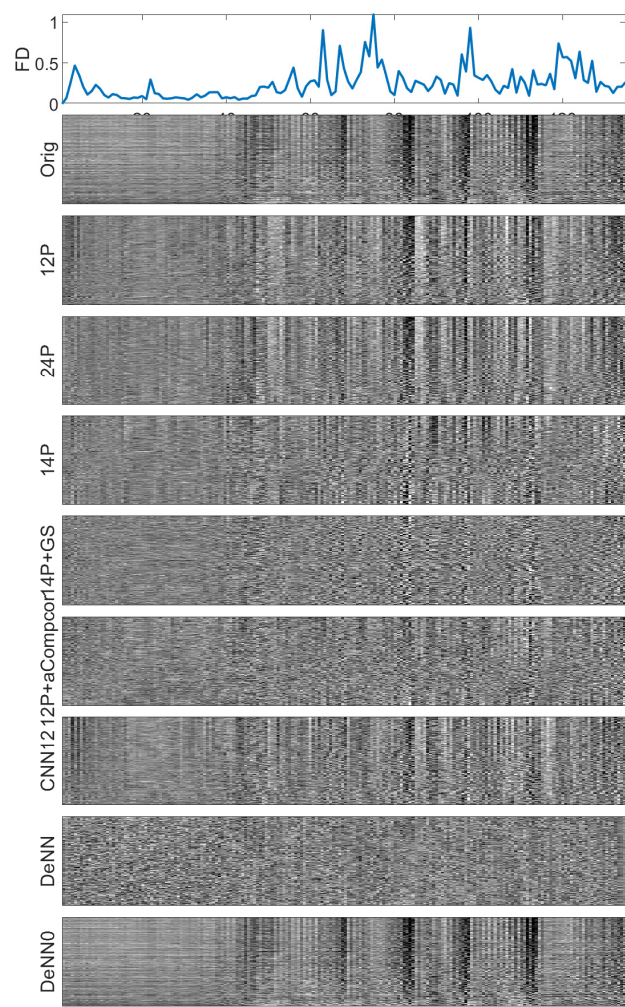 1
0.5
0
FD
Orig
12P
24P
14P
14P+GS
12P+aCompcor
CNN12
DeNN
DeNN0